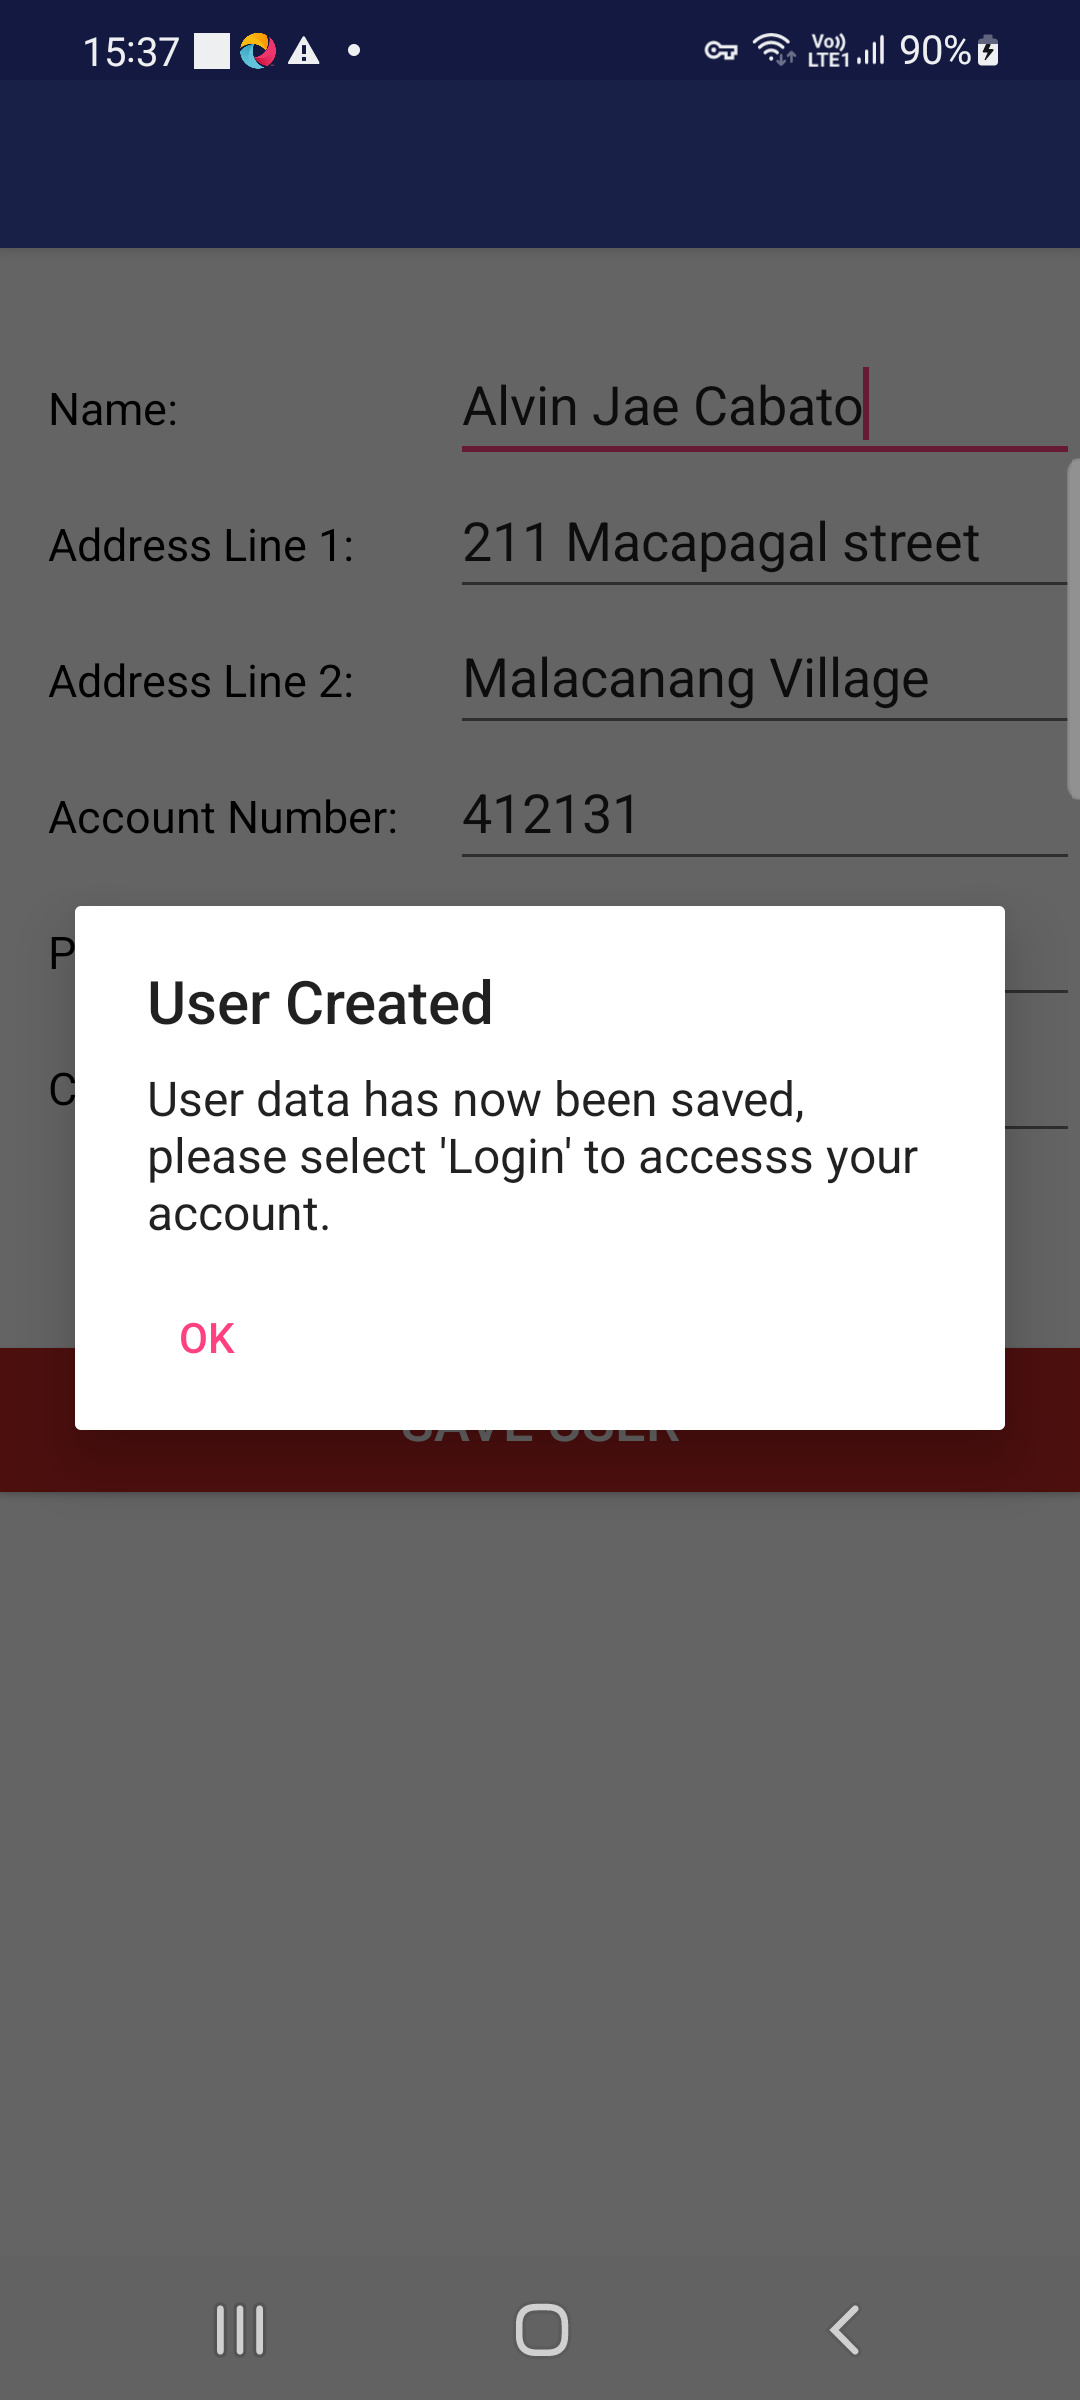 15:37 Vo)) LTE1 90%
Name: Alvin Jae Cabato
Address Line 1: 211 Macapagal street
Address Line 2: Malacanang Village
Account Number: 412131
P
User Created
User data has now been saved,
C
please select 'Login' to accesss your
account.
OK
SAVE USER